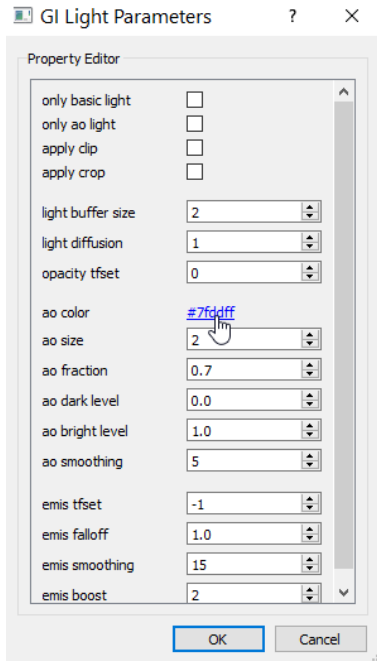 GI Light Parameters ? ×
Property Editor
only basic light
only ao light
apply clip
apply crop
light buffer size 2
light diffusion 1
opacity tfset 0
ao color #7fddff
ao size 2
ao fraction 0.7
ao dark level 0.0
ao bright level 1.0
ao smoothing 5
emis tfset -1
emis falloff 1.0
emis smoothing 15
emis boost 2
OK Cancel